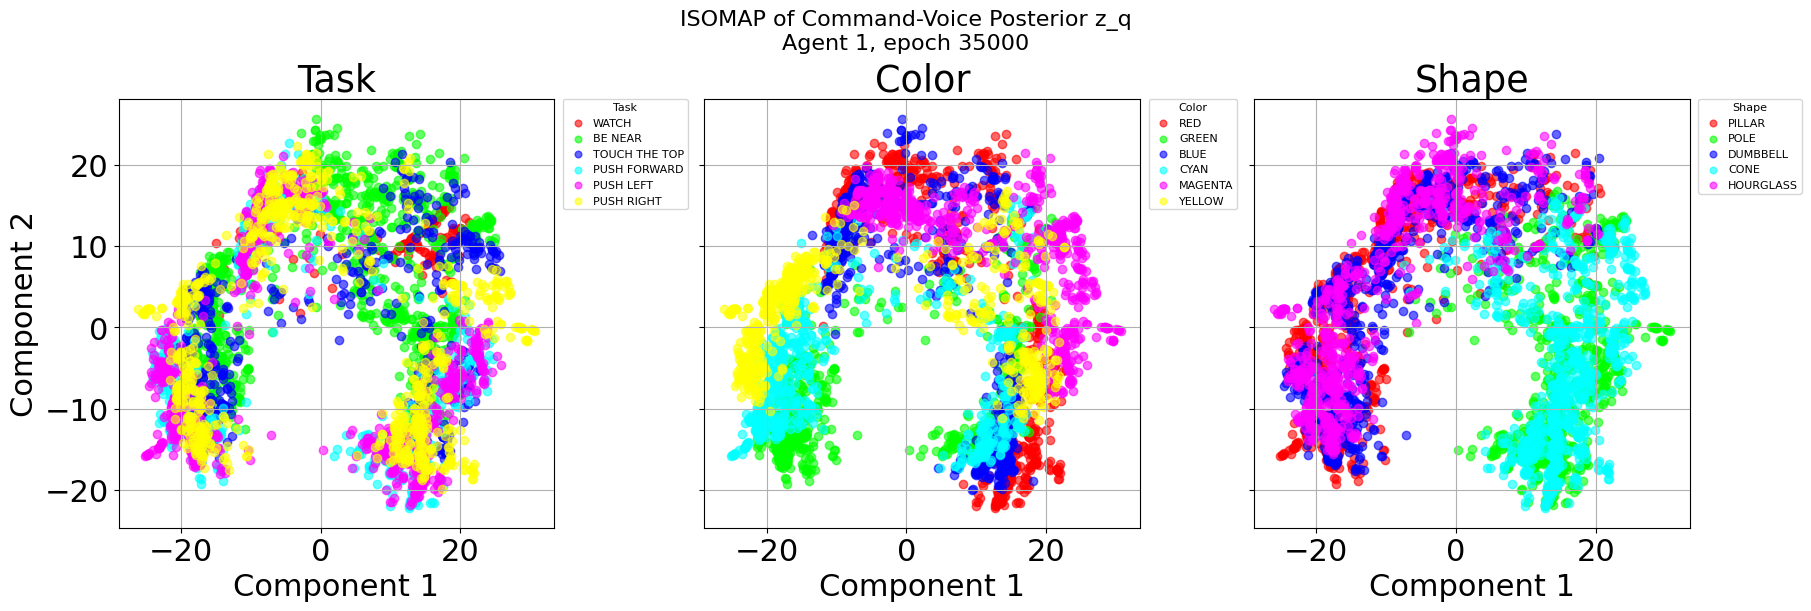 ISOMAP of Command-Voice Posterior z_q
Agent 1, epoch 35000
Task
Color
Shape
Task
WATCH
BE NEAR
TOUCH THE TOP
PUSH FORWARD
PUSH LEFT
PUSH RIGHT
Color
RED
GREEN
BLUE
CYAN
MAGENTA
YELLOW
Shape
PILLAR
POLE
DUMBBELL
CONE
HOURGLASS
Component 2
20
10
0
−10
−20
−20 0 20
−20 0 20
−20 0 20
Component 1
Component 1
Component 1